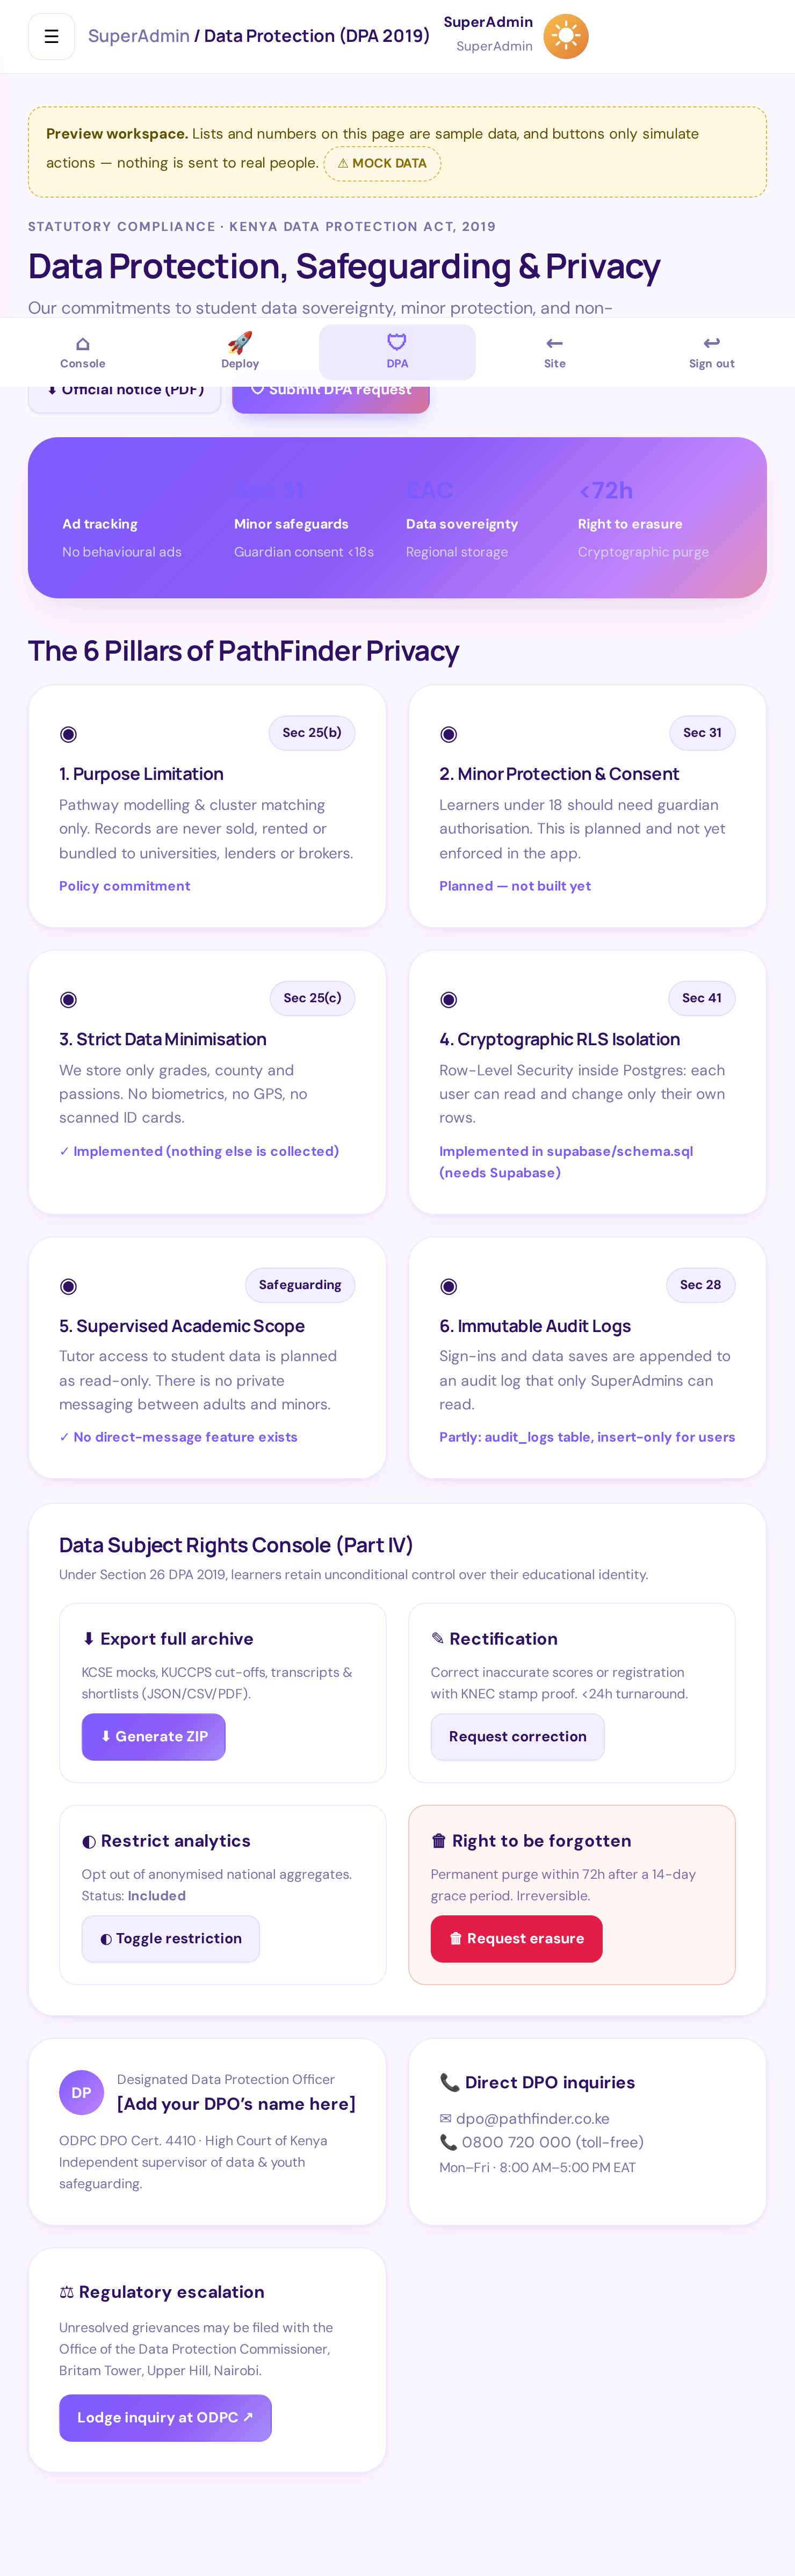 ☰ SuperAdmin / Data Protection (DPA 2019) SuperAdmin
SuperAdmin
Preview workspace. Lists and numbers on this page are sample data, and buttons only simulate
actions — nothing is sent to real people. ⚠ MOCK DATA
STATUTORY COMPLIANCE · KENYA DATA PROTECTION ACT, 2019
Data Protection, Safeguarding & Privacy
Our commitments to student data sovereignty, minor protection, and non-
⌂ Console
🚀 Deploy
🛡 DPA
← Site
↩ Sign out
⬇ Official notice (PDF)
🛡 Submit DPA request
Ad tracking
No behavioural ads
Sec 31
Minor safeguards
Guardian consent <18s
EAC
Data sovereignty
Regional storage
<72h
Right to erasure
Cryptographic purge
The 6 Pillars of PathFinder Privacy
◉ Sec 25(b)
1. Purpose Limitation
Pathway modelling & cluster matching
only. Records are never sold, rented or
bundled to universities, lenders or brokers.
Policy commitment
◉ Sec 31
2. Minor Protection & Consent
Learners under 18 should need guardian
authorisation. This is planned and not yet
enforced in the app.
Planned — not built yet
◉ Sec 25(c)
3. Strict Data Minimisation
We store only grades, county and
passions. No biometrics, no GPS, no
scanned ID cards.
✓ Implemented (nothing else is collected)
◉ Sec 41
4. Cryptographic RLS Isolation
Row-Level Security inside Postgres: each
user can read and change only their own
rows.
Implemented in supabase/schema.sql
(needs Supabase)
◉ Safeguarding
5. Supervised Academic Scope
Tutor access to student data is planned
as read-only. There is no private
messaging between adults and minors.
✓ No direct-message feature exists
◉ Sec 28
6. Immutable Audit Logs
Sign-ins and data saves are appended to
an audit log that only SuperAdmins can
read.
Partly: audit_logs table, insert-only for users
Data Subject Rights Console (Part IV)
Under Section 26 DPA 2019, learners retain unconditional control over their educational identity.
⬇ Export full archive
KCSE mocks, KUCCPS cut-offs, transcripts &
shortlists (JSON/CSV/PDF).
⬇ Generate ZIP
✎ Rectification
Correct inaccurate scores or registration
with KNEC stamp proof. <24h turnaround.
Request correction
◐ Restrict analytics
Opt out of anonymised national aggregates.
Status: Included
◐ Toggle restriction
🗑 Right to be forgotten
Permanent purge within 72h after a 14-day
grace period. Irreversible.
🗑 Request erasure
DP
Designated Data Protection Officer
[Add your DPO’s name here]
ODPC DPO Cert. 4410 · High Court of Kenya
Independent supervisor of data & youth
safeguarding.
📞 Direct DPO inquiries
✉ dpo@pathfinder.co.ke
📞 0800 720 000 (toll-free)
Mon–Fri · 8:00 AM–5:00 PM EAT
⚖ Regulatory escalation
Unresolved grievances may be filed with the
Office of the Data Protection Commissioner,
Britam Tower, Upper Hill, Nairobi.
Lodge inquiry at ODPC ↗